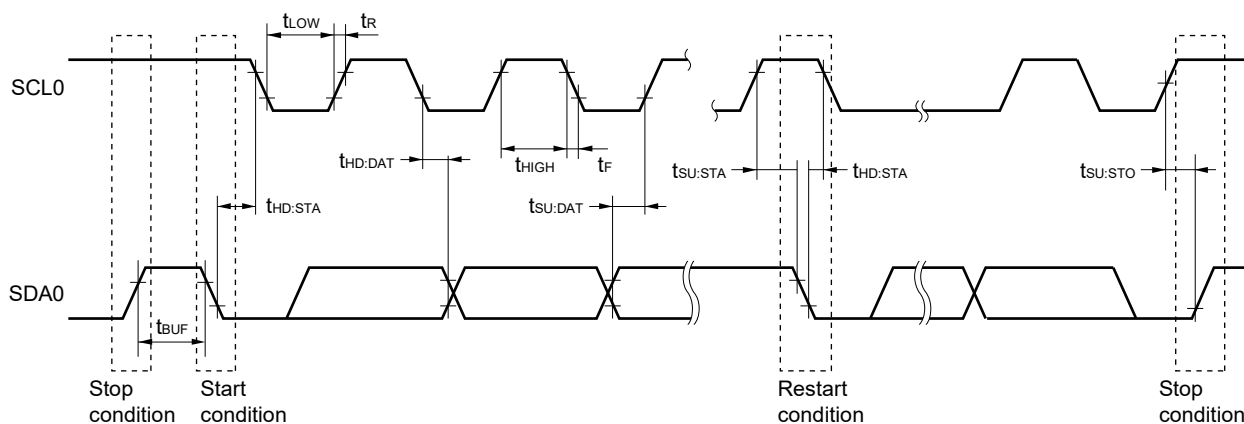 tLOW
tR
SCL0
tHD:DAT
tHIGH
tF
tSU:STA
tHD:STA
tSU:STO
tHD:STA
tSU:DAT
SDA0
tBUF
Stop
condition
Start
condition
Restart
condition
Stop
condition